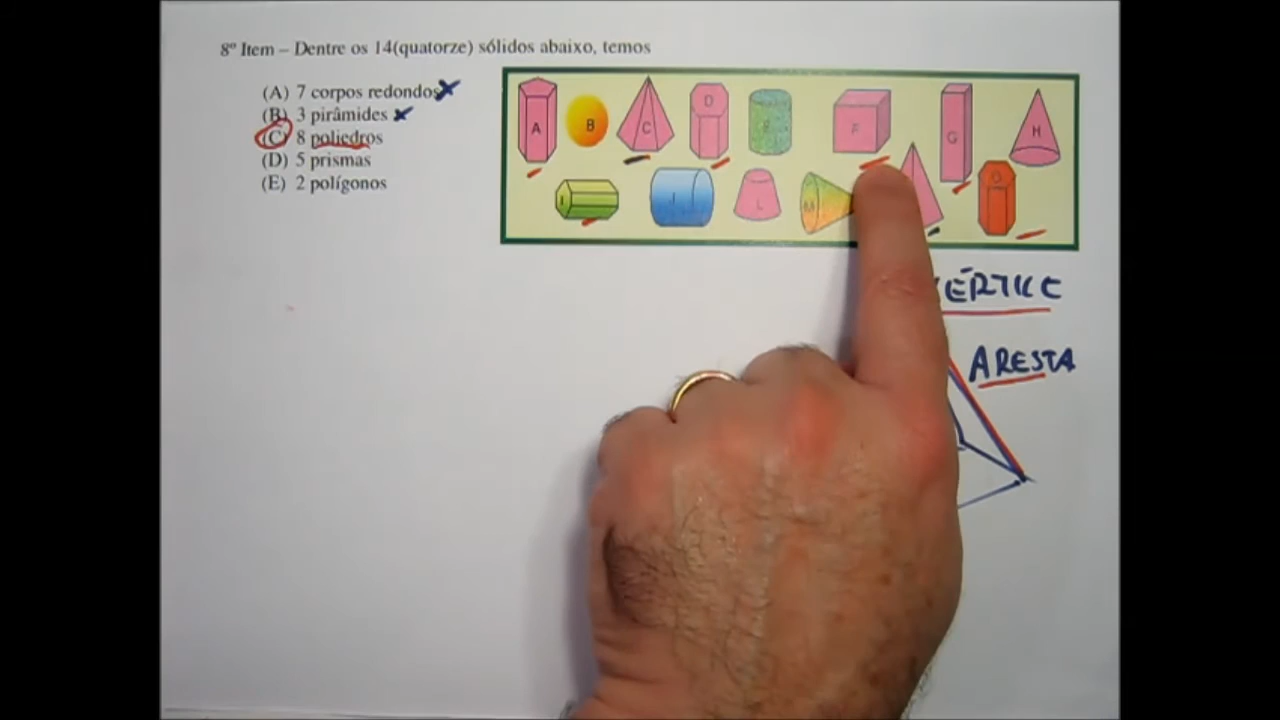 8º Item – Dentre os 14(quatorze) sólidos abaixo, temos
(A) 7 corpos redondos
(B) 3 pirâmides
(C) 8 poliedros
(D) 5 prismas
(E) 2 polígonos
A B C D E F G H
I J L M O
ÉRTICE
ARESTA